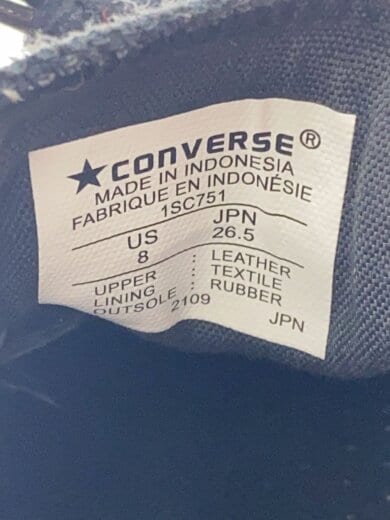 ★CONVERSE®
MADE IN INDONESIA
FABRIQUE EN INDONÉSIE
1SC751
US JPN
8 26.5
UPPER : LEATHER
LINING : TEXTILE
OUTSOLE : RUBBER
2109 JPN